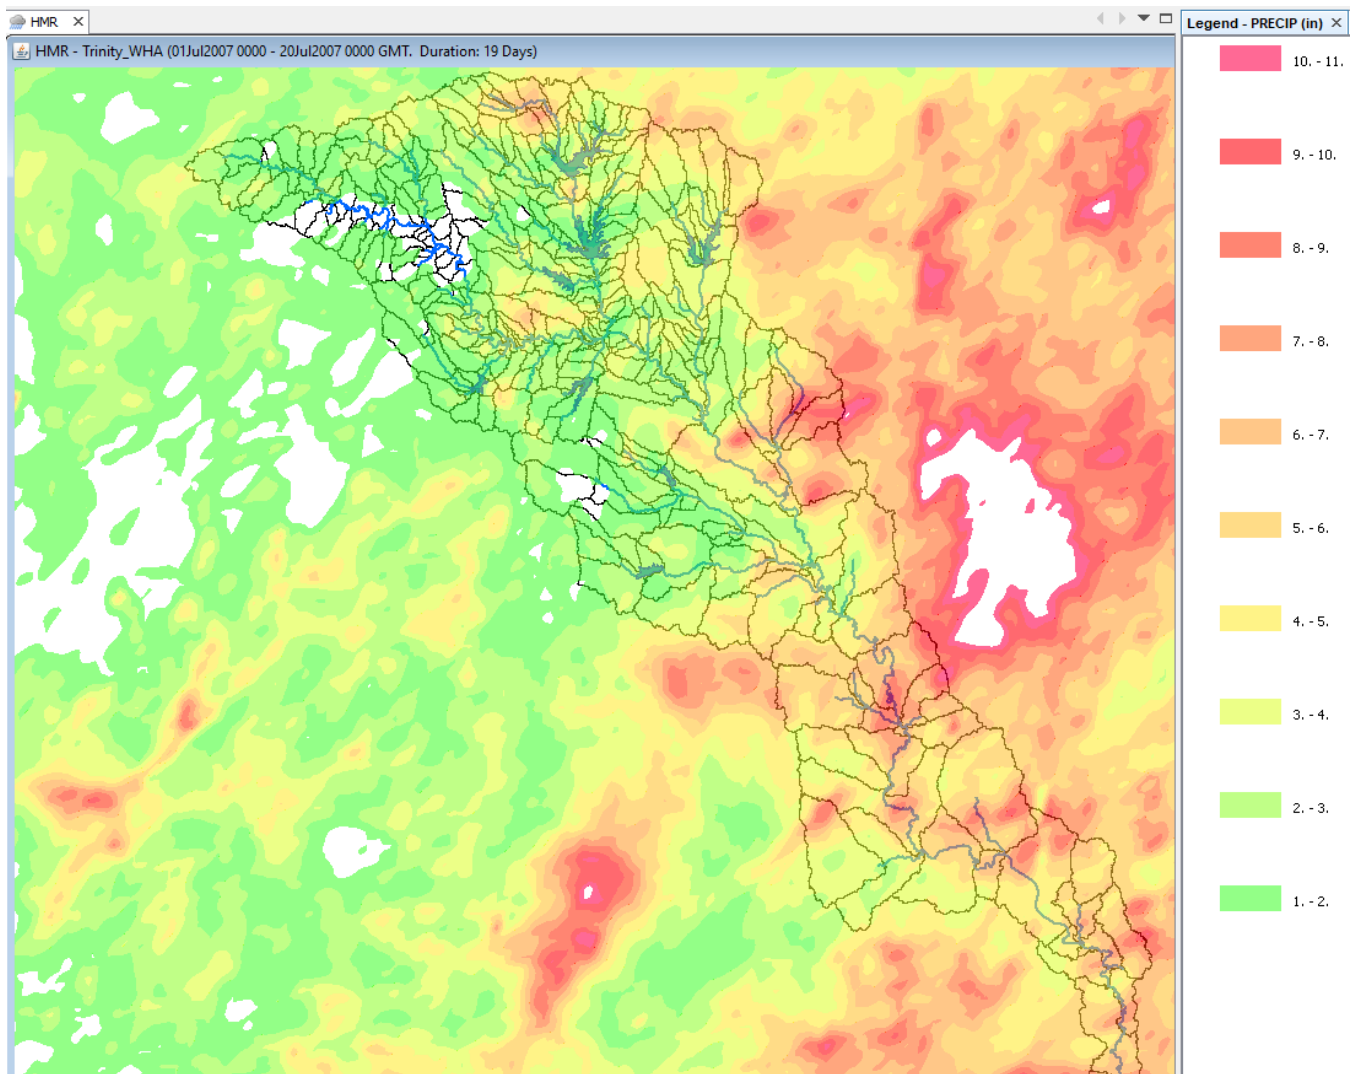 HMR
HMR - Trinity_WHA (01Jul2007 0000 - 20Jul2007 0000 GMT. Duration: 19 Days)
Legend - PRECIP (in)
10. - 11.
9. - 10.
8. - 9.
7. - 8.
6. - 7.
5. - 6.
4. - 5.
3. - 4.
2. - 3.
1. - 2.